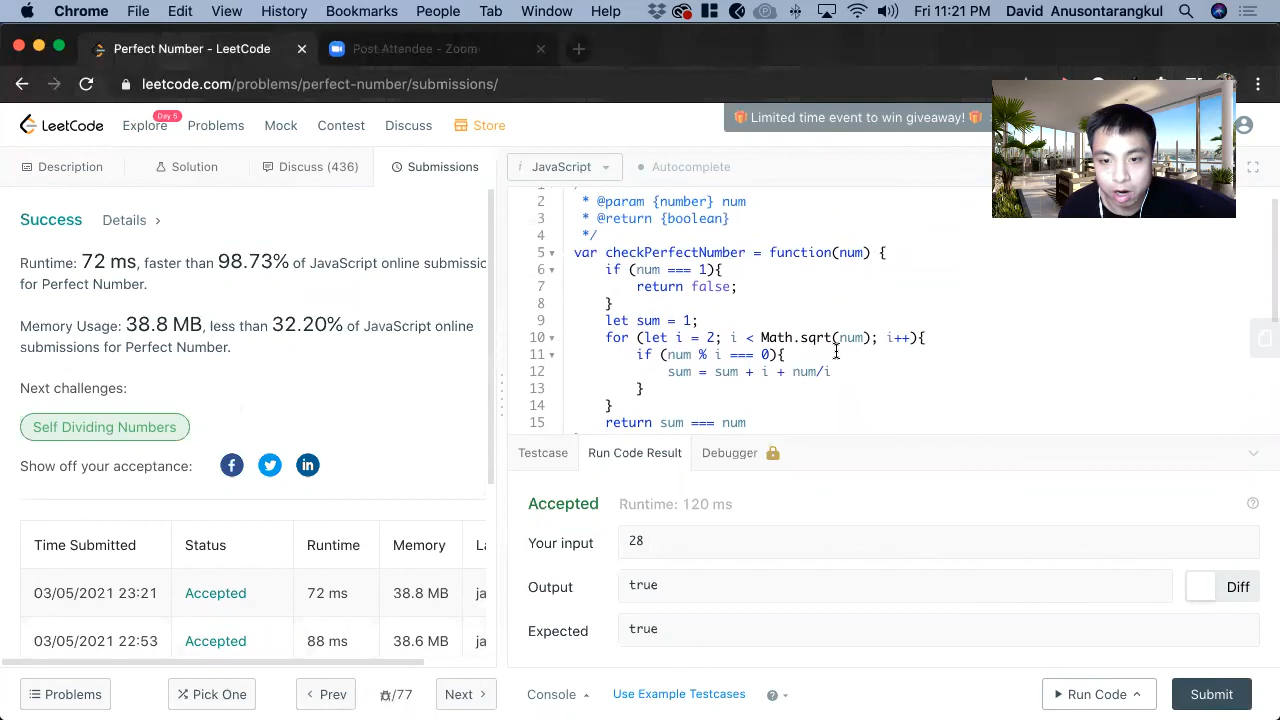 Chrome File Edit View History Bookmarks People Tab Window Help Fri 11:21 PM David Anusontarangkul
Perfect Number - LeetCode
Post Attendee - Zoom
leetcode.com/problems/perfect-number/submissions/
LeetCode
Explore
Day 5
Problems
Mock
Contest
Discuss
Store
Limited time event to win giveaway!
Description
Solution
Discuss (436)
Submissions
i JavaScript
Autocomplete
Success
Details >
Runtime: 72 ms, faster than 98.73% of JavaScript online submissic
for Perfect Number.
Memory Usage: 38.8 MB, less than 32.20% of JavaScript online
submissions for Perfect Number.
Next challenges:
Self Dividing Numbers
Show off your acceptance:
Time Submitted Status Runtime Memory
03/05/2021 23:21 Accepted 72 ms 38.8 MB ja
03/05/2021 22:53 Accepted 88 ms 38.6 MB ja
2 * @param {number} num
3 * @return {boolean}
4 */
5 var checkPerfectNumber = function(num) {
6 if (num === 1){
7 return false;
8 }
9 let sum = 1;
10 for (let i = 2; i < Math.sqrt(num); i++){
11 if (num % i === 0){
12 sum = sum + i + num/i
13 }
14 }
15 return sum === num
Testcase
Run Code Result
Debugger
Accepted
Runtime: 120 ms
Your input
28
Output
true
Diff
Expected
true
Problems
Pick One
< Prev
/77
Next >
Console
Use Example Testcases
Run Code
Submit